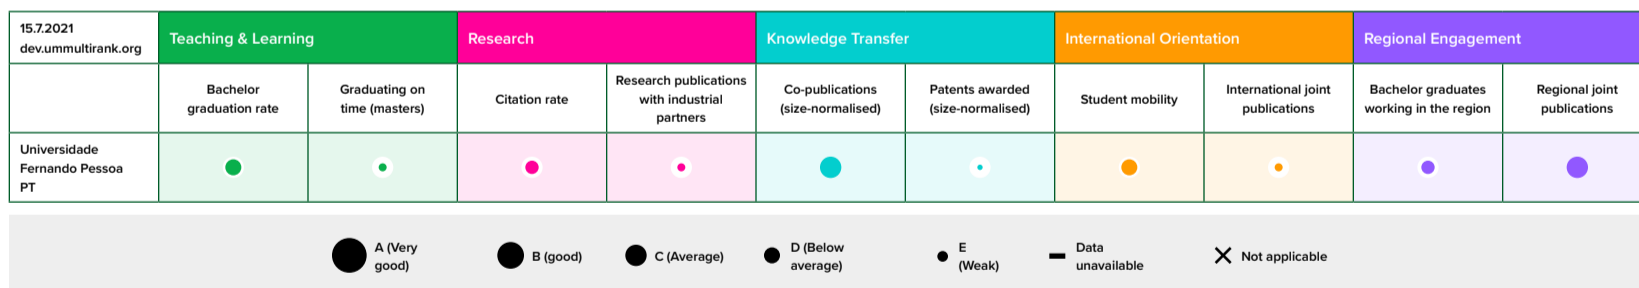 15.7.2021
dev.ummultirank.org
Teaching & Learning
Research
Knowledge Transfer
International Orientation
Regional Engagement
Bachelor
graduation rate
Graduating on
time (masters)
Citation rate
Research publications
with industrial
partners
Co-publications
(size-normalised)
Patents awarded
(size-normalised)
Student mobility
International joint
publications
Bachelor graduates
working in the region
Regional joint
publications
Universidade
Fernando Pessoa
PT
A (Very
good)
B (good)
C (Average)
D (Below
average)
E
(Weak)
Data
unavailable
Not applicable